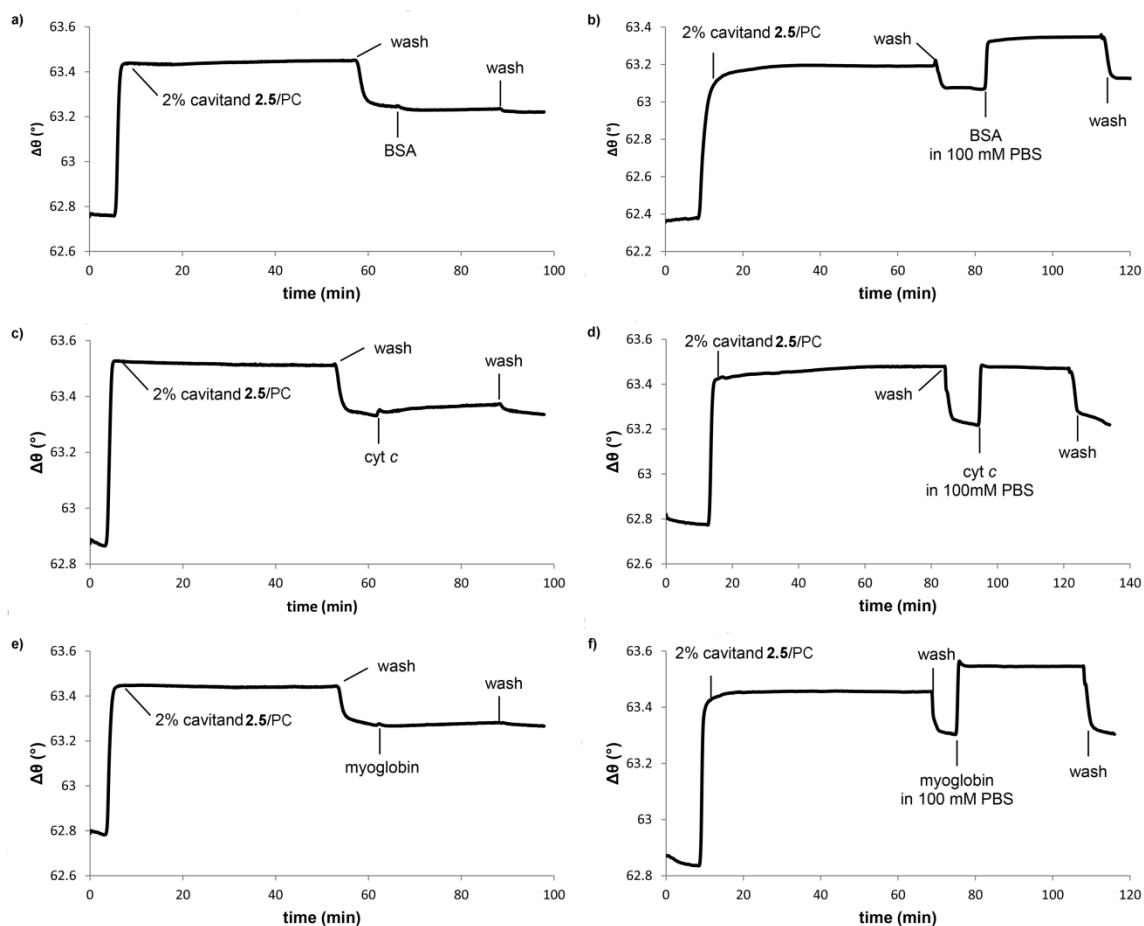 a)
63.6
63.4
63.2
63
62.8
62.6
Δθ (°)
wash
wash
2% cavitand 2.5/PC
BSA
0 20 40 60 80 100
time (min)
b)
63.4
63.2
63
62.8
62.6
62.4
62.2
Δθ (°)
2% cavitand 2.5/PC
wash
BSA
in 100 mM PBS
wash
0 20 40 60 80 100 120
time (min)
c)
63.6
63.4
63.2
63
62.8
Δθ (°)
wash
wash
2% cavitand 2.5/PC
cyt c
0 20 40 60 80 100
time (min)
d)
63.6
63.4
63.2
63
62.8
62.6
Δθ (°)
2% cavitand 2.5/PC
wash
cyt c
in 100mM PBS
wash
0 20 40 60 80 100 120 140
time (min)
e)
63.6
63.4
63.2
63
62.8
62.6
Δθ (°)
wash
wash
2% cavitand 2.5/PC
myoglobin
0 20 40 60 80 100
time (min)
f)
63.6
63.4
63.2
63
62.8
Δθ (°)
2% cavitand 2.5/PC
wash
myoglobin
in 100 mM PBS
wash
0 20 40 60 80 100 120
time (min)